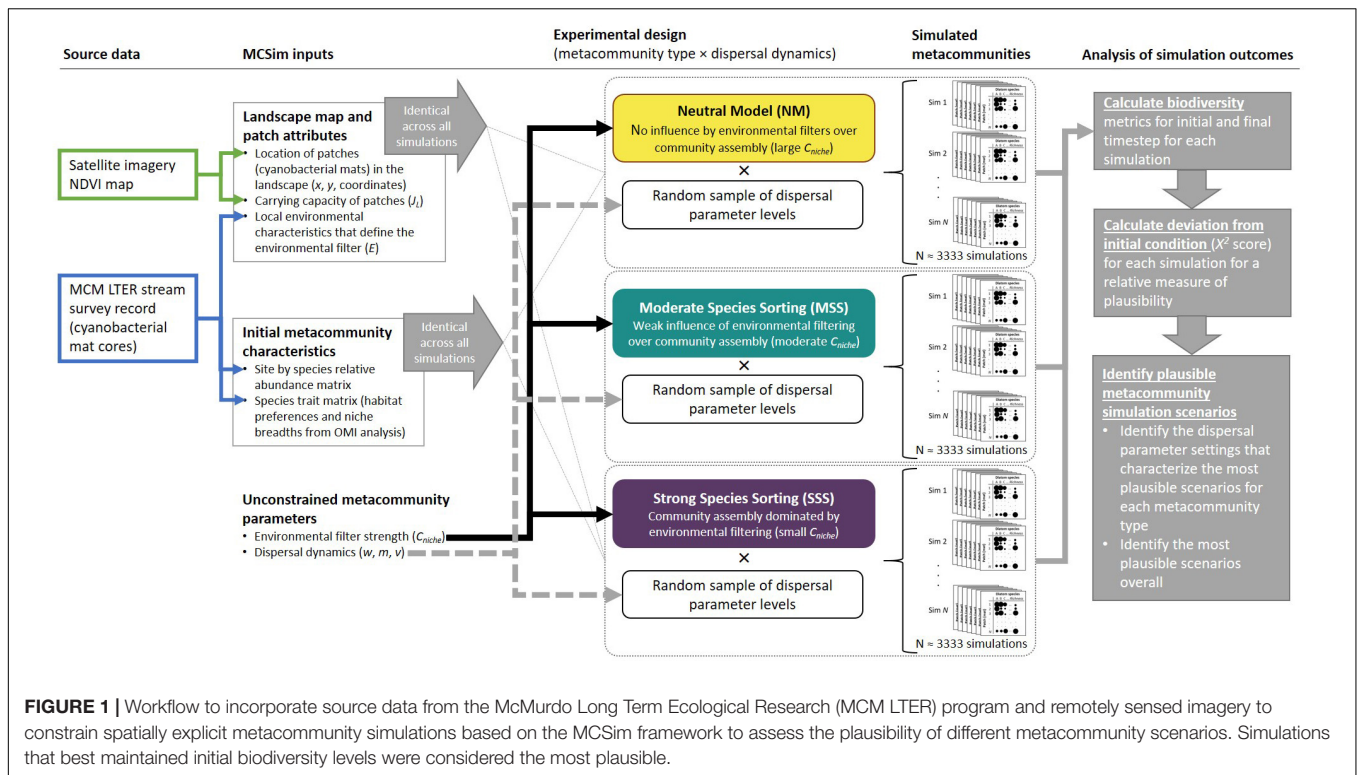 Source data
MCSim inputs
Experimental design
(metacommunity type × dispersal dynamics)
Simulated
metacommunities
Analysis of simulation outcomes
Satellite imagery
NDVI map
MCM LTER stream
survey record
(cyanobacterial
mat cores)
Landscape map and
patch attributes
• Location of patches
(cyanobacterial mats) in
the landscape (x, y, coordinates)
• Carrying capacity of patches (JL)
• Local environmental
characteristics that define the
environmental filter (E)
Identical
across all
simulations
Initial metacommunity
characteristics
• Site by species relative
abundance matrix
• Species trait matrix (habitat
preferences and niche
breadths from OMI analysis)
Identical
across all
simulations
Unconstrained metacommunity
parameters
• Environmental filter strength (Cniche)
• Dispersal dynamics (w, m, ν)
Neutral Model (NM)
No influence by environmental filters over
community assembly (large Cniche)
×
Random sample of dispersal
parameter levels
Sim 1
Sim 2
Sim N
N ≈ 3333 simulations
Moderate Species Sorting (MSS)
Weak influence of environmental filtering
over community assembly (moderate Cniche)
×
Random sample of dispersal
parameter levels
Sim 1
Sim 2
Sim N
N ≈ 3333 simulations
Strong Species Sorting (SSS)
Community assembly dominated by
environmental filtering (small Cniche)
×
Random sample of dispersal
parameter levels
Sim 1
Sim 2
Sim N
N ≈ 3333 simulations
Calculate biodiversity
metrics for initial and final
timestep for each
simulation
Calculate deviation from
initial condition (X² score)
for each simulation for a
relative measure of
plausibility
Identify plausible
metacommunity
simulation scenarios
• Identify the dispersal
parameter settings that
characterize the most
plausible scenarios for
each metacommunity
type
• Identify the most
plausible scenarios
overall
FIGURE 1 | Workflow to incorporate source data from the McMurdo Long Term Ecological Research (MCM LTER) program and remotely sensed imagery to
constrain spatially explicit metacommunity simulations based on the MCSim framework to assess the plausibility of different metacommunity scenarios. Simulations
that best maintained initial biodiversity levels were considered the most plausible.